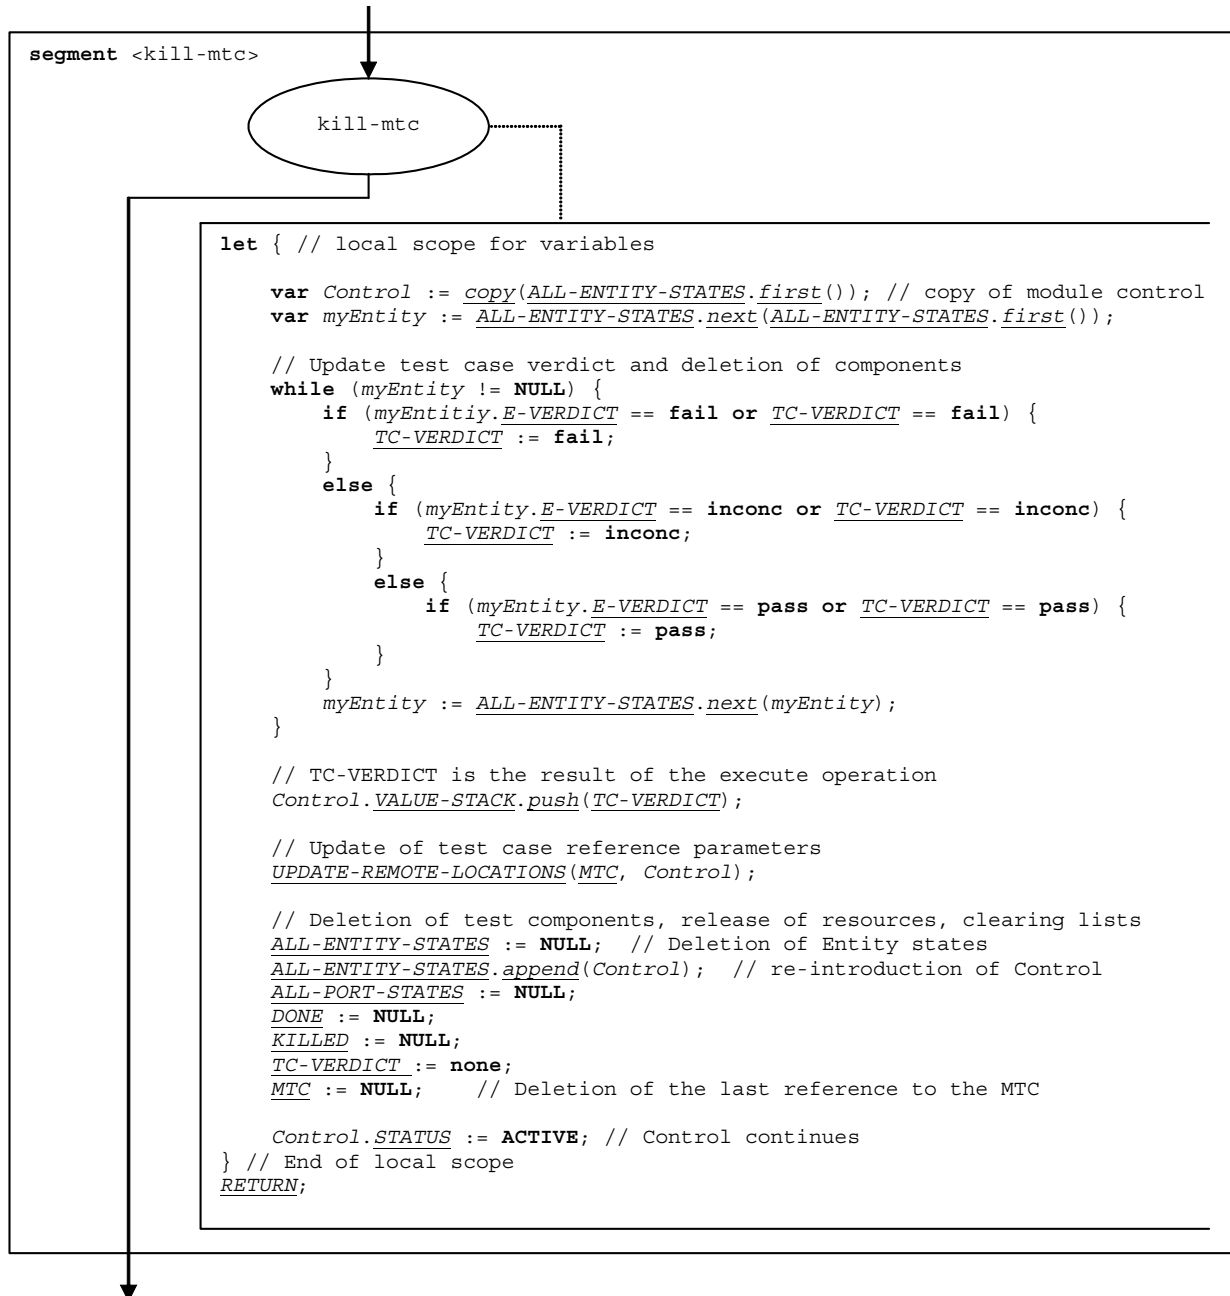 segment <kill-mtc>
kill-mtc
let { // local scope for variables
var Control := copy(ALL-ENTITY-STATES.first()); // copy of module control
var myEntity := ALL-ENTITY-STATES.next(ALL-ENTITY-STATES.first());
// Update test case verdict and deletion of components
while (myEntity != NULL) {
if (myEntitiy.E-VERDICT == fail or TC-VERDICT == fail) {
TC-VERDICT := fail;
}
else {
if (myEntity.E-VERDICT == inconc or TC-VERDICT == inconc) {
TC-VERDICT := inconc;
}
else {
if (myEntity.E-VERDICT == pass or TC-VERDICT == pass) {
TC-VERDICT := pass;
}
}
myEntity := ALL-ENTITY-STATES.next(myEntity);
}
// TC-VERDICT is the result of the execute operation
Control.VALUE-STACK.push(TC-VERDICT);
// Update of test case reference parameters
UPDATE-REMOTE-LOCATIONS(MTC, Control);
// Deletion of test components, release of resources, clearing lists
ALL-ENTITY-STATES := NULL; // Deletion of Entity states
ALL-ENTITY-STATES.append(Control); // re-introduction of Control
ALL-PORT-STATES := NULL;
DONE := NULL;
KILLED := NULL;
TC-VERDICT := none;
MTC := NULL; // Deletion of the last reference to the MTC
Control.STATUS := ACTIVE; // Control continues
} // End of local scope
RETURN;